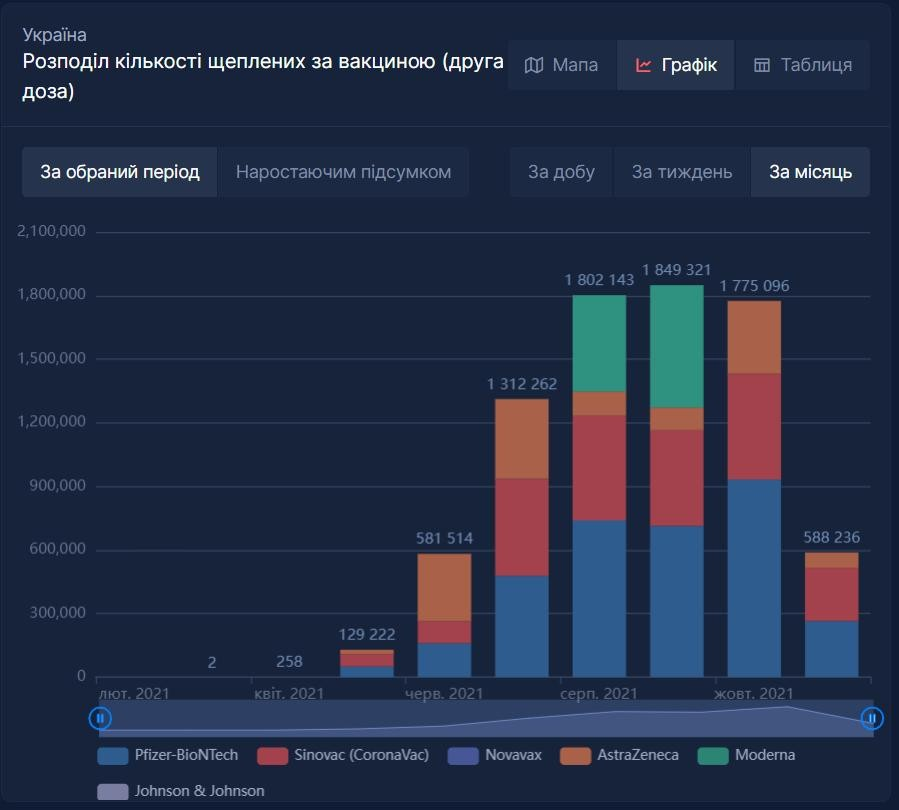 Україна
Розподіл кількості щеплених за вакциною (друга
доза)
Мапа
Графік
Таблиця
За обраний період
Наростаючим підсумком
За добу
За тиждень
За місяць
2,100,000
1,800,000
1,500,000
1,200,000
900,000
600,000
300,000
0
2
258
129 222
581 514
1 312 262
1 802 143
1 849 321
1 775 096
588 236
лют. 2021
квіт. 2021
черв. 2021
серп. 2021
жовт. 2021
Pfizer-BioNTech
Sinovac (CoronaVac)
Novavax
AstraZeneca
Moderna
Johnson & Johnson